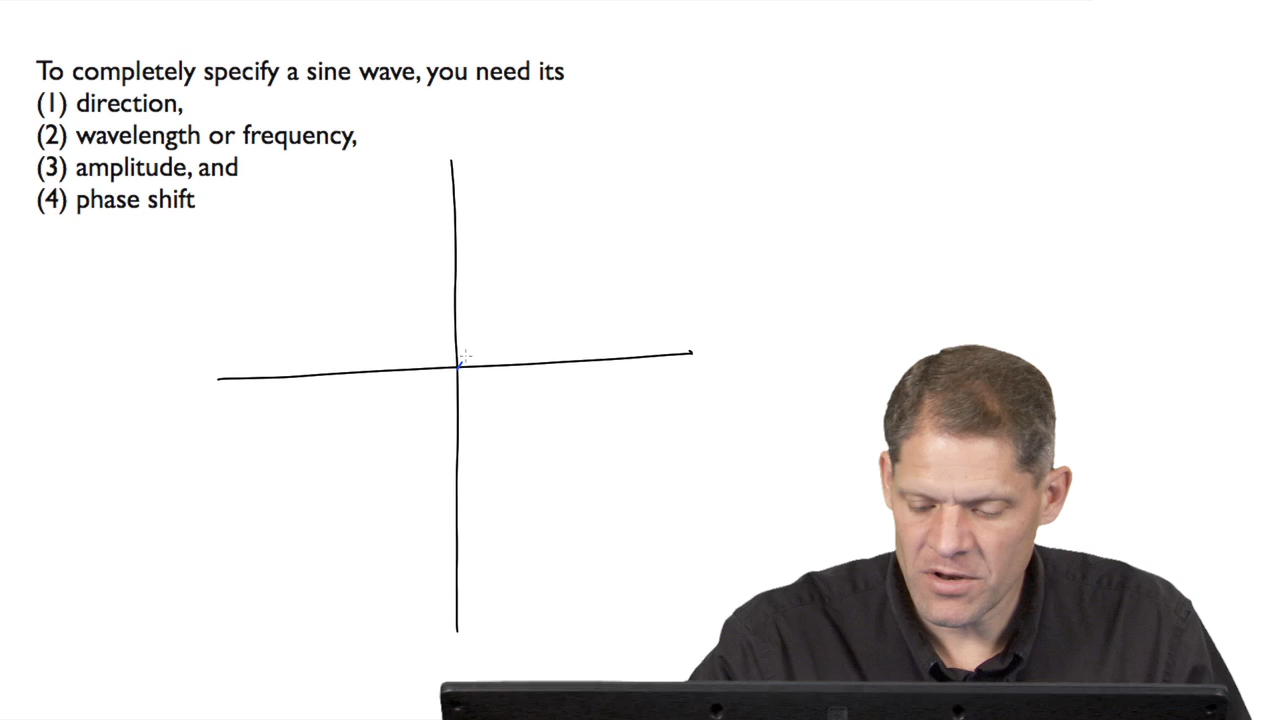 To completely specify a sine wave, you need its
(1) direction,
(2) wavelength or frequency,
(3) amplitude, and
(4) phase shift